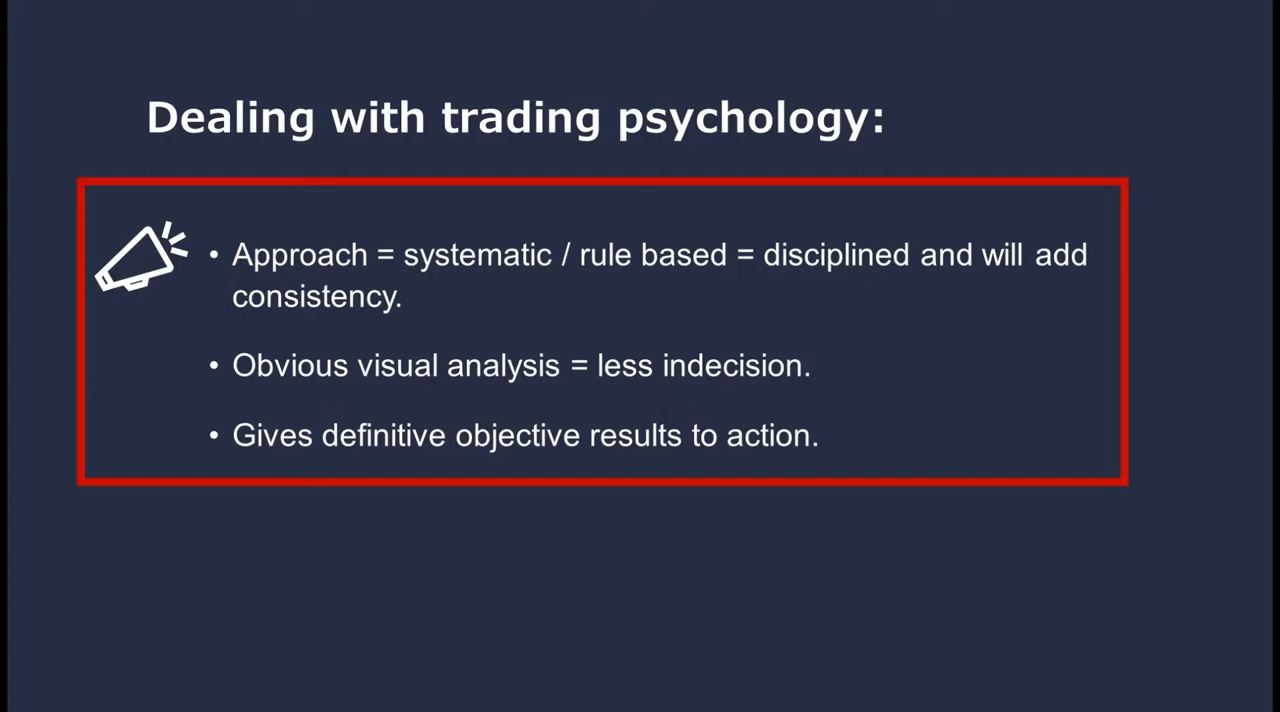 Dealing with trading psychology:
• Approach = systematic / rule based = disciplined and will add
consistency.
• Obvious visual analysis = less indecision.
• Gives definitive objective results to action.